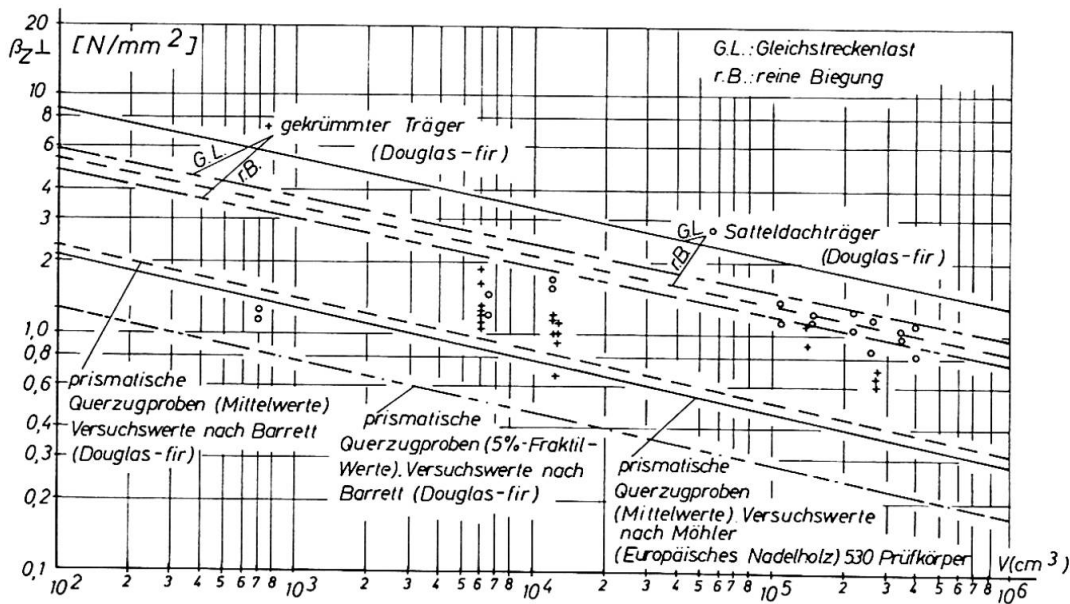 20
β_Z⊥ [N/mm²]
G.L.: Gleichstreckenlast
r.B.: reine Biegung
10
8
6
4
3
2
1,0
0,8
0,6
0,4
0,3
0,2
0,1
+ gekrümmter Träger
(Douglas-fir)
G.L.
r.B.
G.L. o Satteldachträger
(Douglas-fir)
r.B.
prismatische
Querzugproben (Mittelwerte)
Versuchswerte nach Barrett
(Douglas-fir)
prismatische
Querzugproben (5%-Fraktil-
Werte). Versuchswerte nach
Barrett (Douglas-fir)
prismatische
Querzugproben
(Mittelwerte). Versuchswerte
nach Möhler
(Europäisches Nadelholz) 530 Prüfkörper
V(cm³)
10² 2 3 4 5 6 7 8 10³ 2 3 4 5 6 7 8 10⁴ 2 3 4 5 6 7 8 10⁵ 2 3 4 5 6 7 8 10⁶